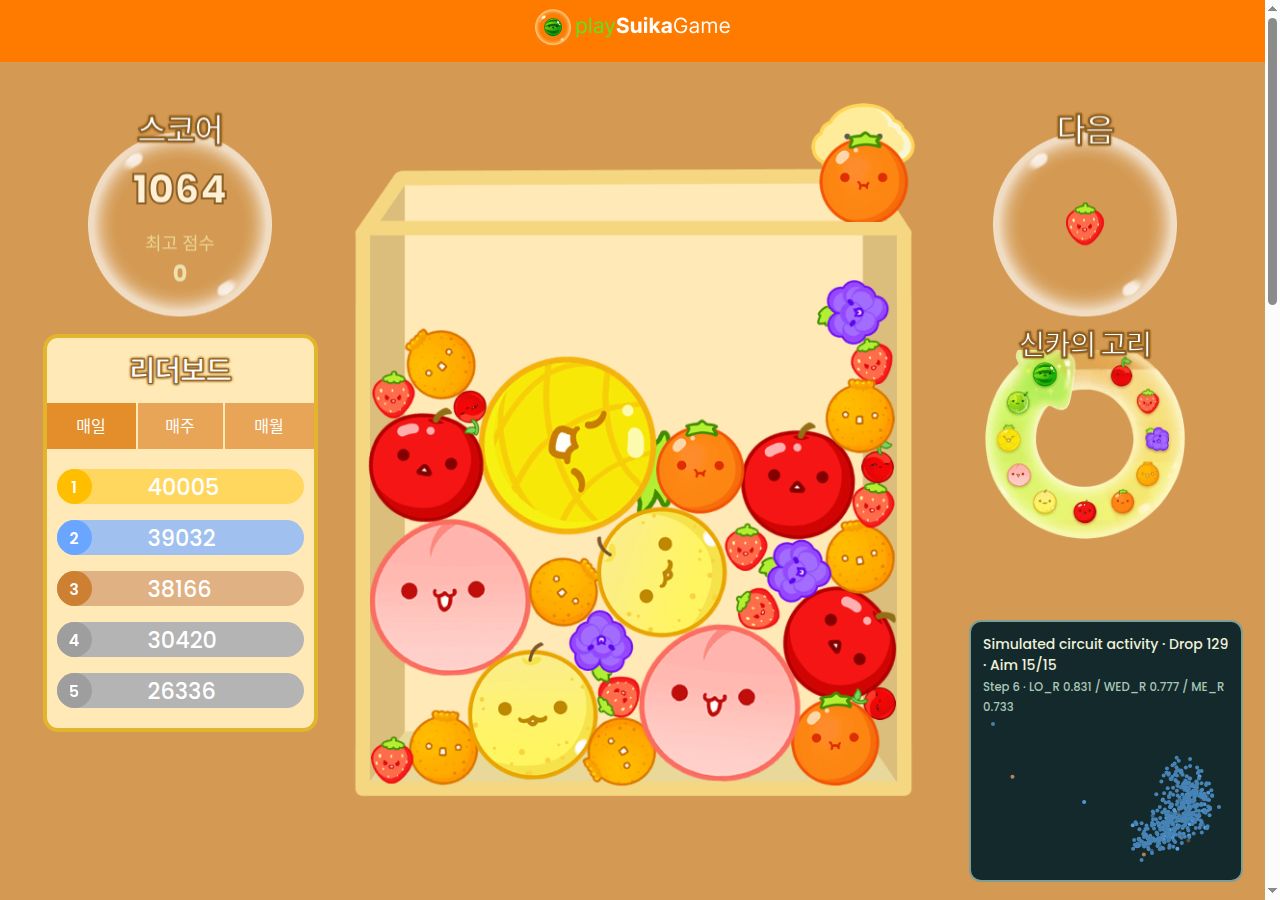 playSuikaGame
스코어
1064
최고 점수
0
리더보드
매일 매주 매월
1 40005
2 39032
3 38166
4 30420
5 26336
다음
신카의 고리
Simulated circuit activity · Drop 129
· Aim 15/15
Step 6 · LO_R 0.831 / WED_R 0.777 / ME_R
0.733